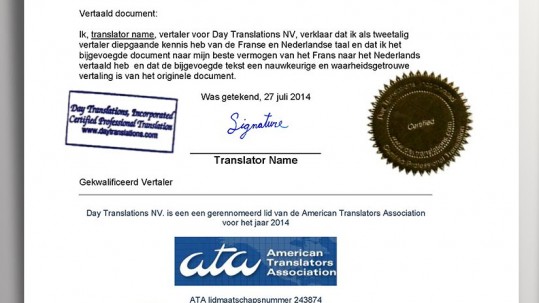 Vertaald document:
Ik, translator name, vertaler voor Day Translations NV, verklaar dat ik als tweetalig
vertaler diepgaande kennis heb van de Franse en Nederlandse taal en dat ik het
bijgevoegde document naar mijn beste vermogen van het Frans naar het Nederlands
vertaald heb en dat de bijgevoegde tekst een nauwkeurige en waarheidsgetrouwe
vertaling is van het originele document.
Was getekend, 27 juli 2014
Day Translations, Incorporated
Certified Professional Translation
www.daytranslations.com
Signature
Certified
Translator Name
Gekwalificeerd Vertaler
Day Translations NV. is een een gerennomeerd lid van de American Translators Association
voor het jaar 2014
ata American
Translators
Association
ATA lidmaatschapsnummer 243874